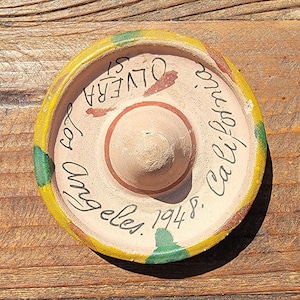 OLVERA
ST
Los Angeles. 1948. California